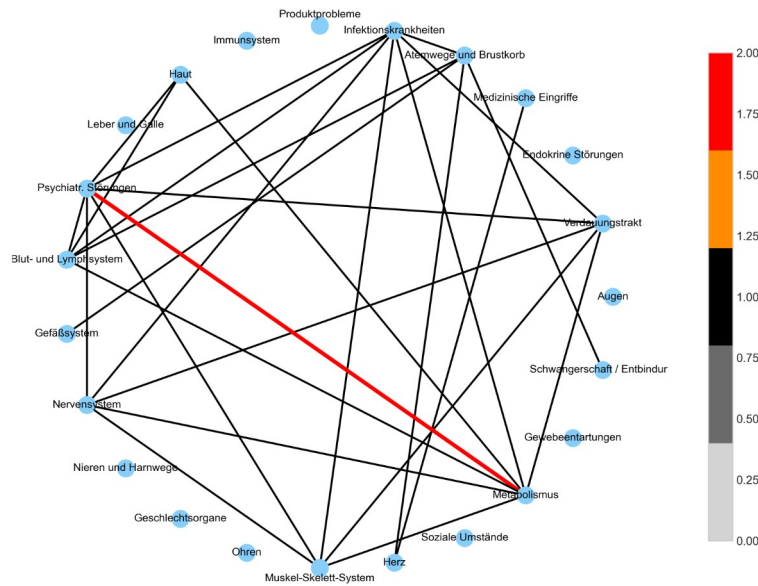 Produktprobleme
Infektionskrankheiten
Immunsystem
Atemwege und Brustkorb
Haut
Medizinische Eingriffe
Leber und Galle
Endokrine Störungen
Psychiatr. Störungen
Verdauungstrakt
Blut- und Lymphsystem
Augen
Gefäßsystem
Schwangerschaft / Entbindur
Nervensystem
Gewebeentartungen
Nieren und Harnwege
Metabolismus
Geschlechtsorgane
Soziale Umstände
Ohren
Herz
Muskel-Skelett-System
2.00
1.75
1.50
1.25
1.00
0.75
0.50
0.25
0.00